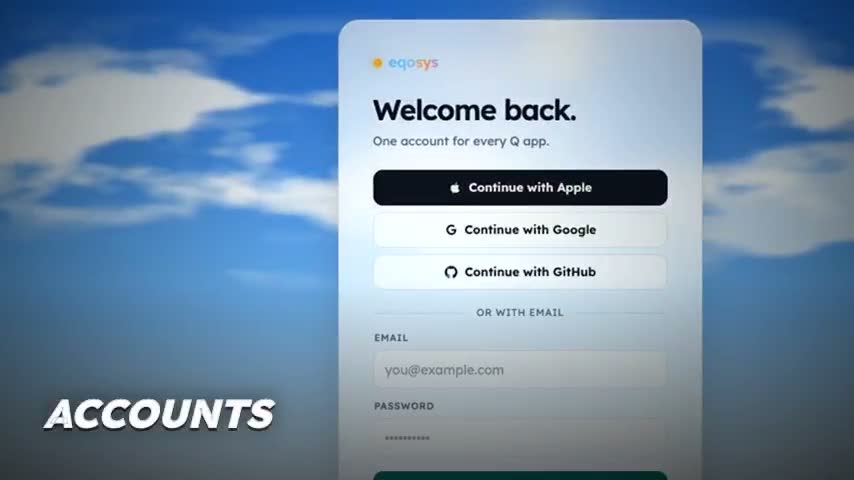 eqosys
Welcome back.
One account for every Q app.
Continue with Apple
Continue with Google
Continue with GitHub
OR WITH EMAIL
EMAIL
you@example.com
PASSWORD
••••••••••
ACCOUNTS